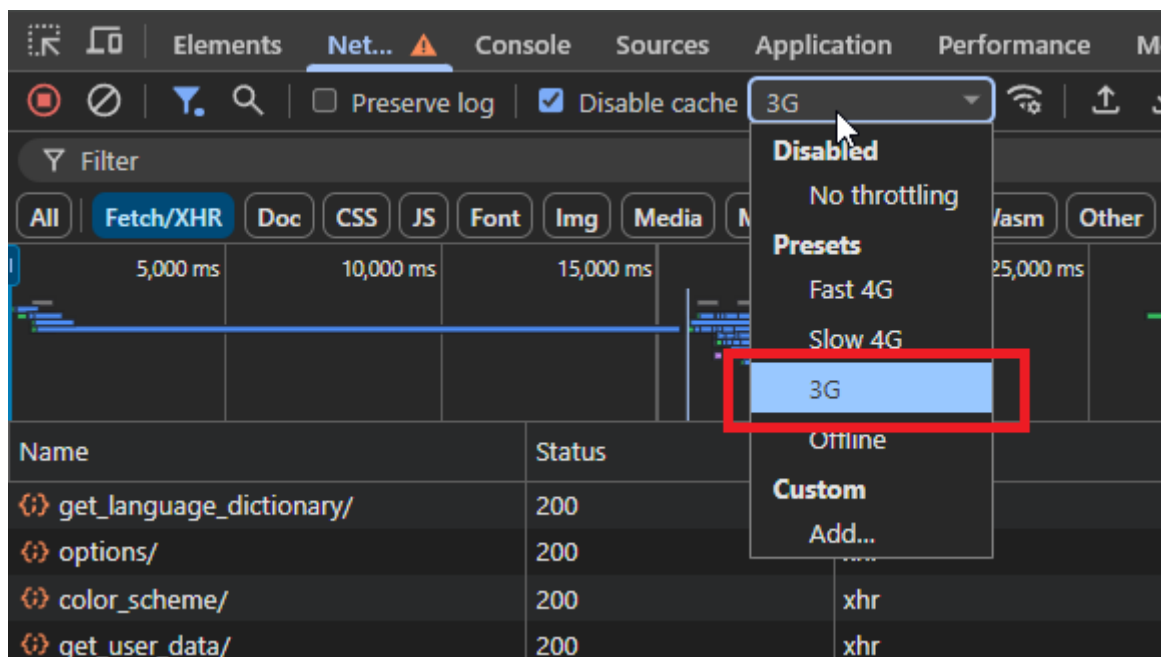 Elements Net... Console Sources Application Performance
Preserve log Disable cache 3G
Filter
Disabled
No throttling
All Fetch/XHR Doc CSS JS Font Img Media Other
Presets
5,000 ms 10,000 ms 15,000 ms 25,000 ms
Fast 4G
Slow 4G
3G
Offline
Name Status
Custom
Add...
get_language_dictionary/ 200
options/ 200
color_scheme/ 200 xhr
get_user_data/ 200 xhr